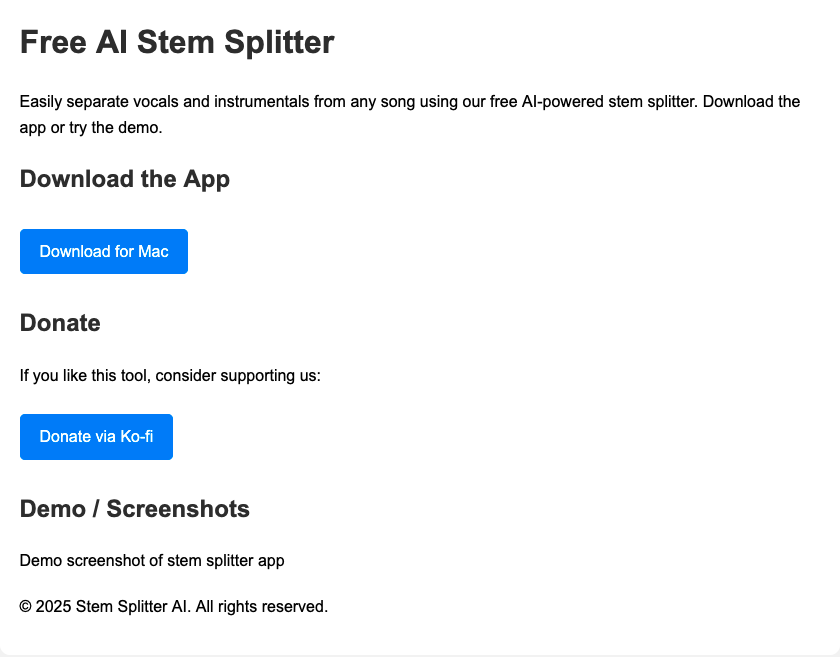 Free AI Stem Splitter
Easily separate vocals and instrumentals from any song using our free AI-powered stem splitter. Download the
app or try the demo.
Download the App
Download for Mac
Donate
If you like this tool, consider supporting us:
Donate via Ko-fi
Demo / Screenshots
Demo screenshot of stem splitter app
© 2025 Stem Splitter AI. All rights reserved.